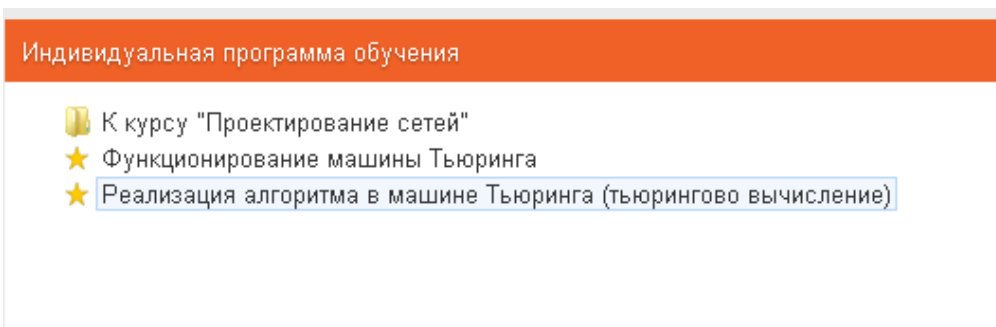 Индивидуальная программа обучения
К курсу "Проектирование сетей"
Функционирование машины Тьюринга
Реализация алгоритма в машине Тьюринга (тьюрингово вычисление)